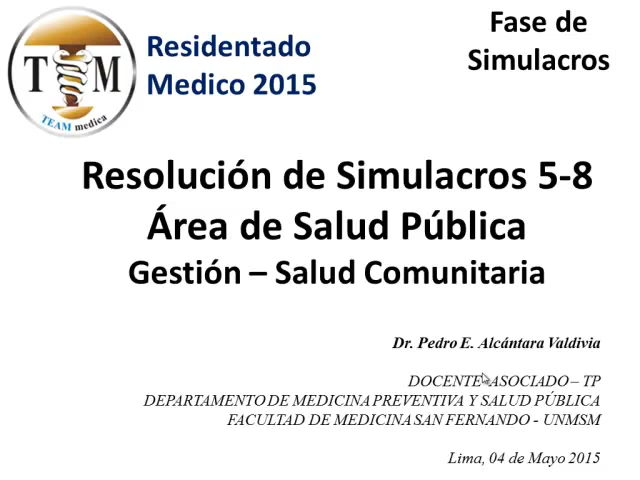 TM
TEAM medica
Residentado
Medico 2015
Fase de
Simulacros
Resolución de Simulacros 5-8
Área de Salud Pública
Gestión – Salud Comunitaria
Dr. Pedro E. Alcántara Valdivia
DOCENTE ASOCIADO – TP
DEPARTAMENTO DE MEDICINA PREVENTIVA Y SALUD PÚBLICA
FACULTAD DE MEDICINA SAN FERNANDO - UNMSM
Lima, 04 de Mayo 2015